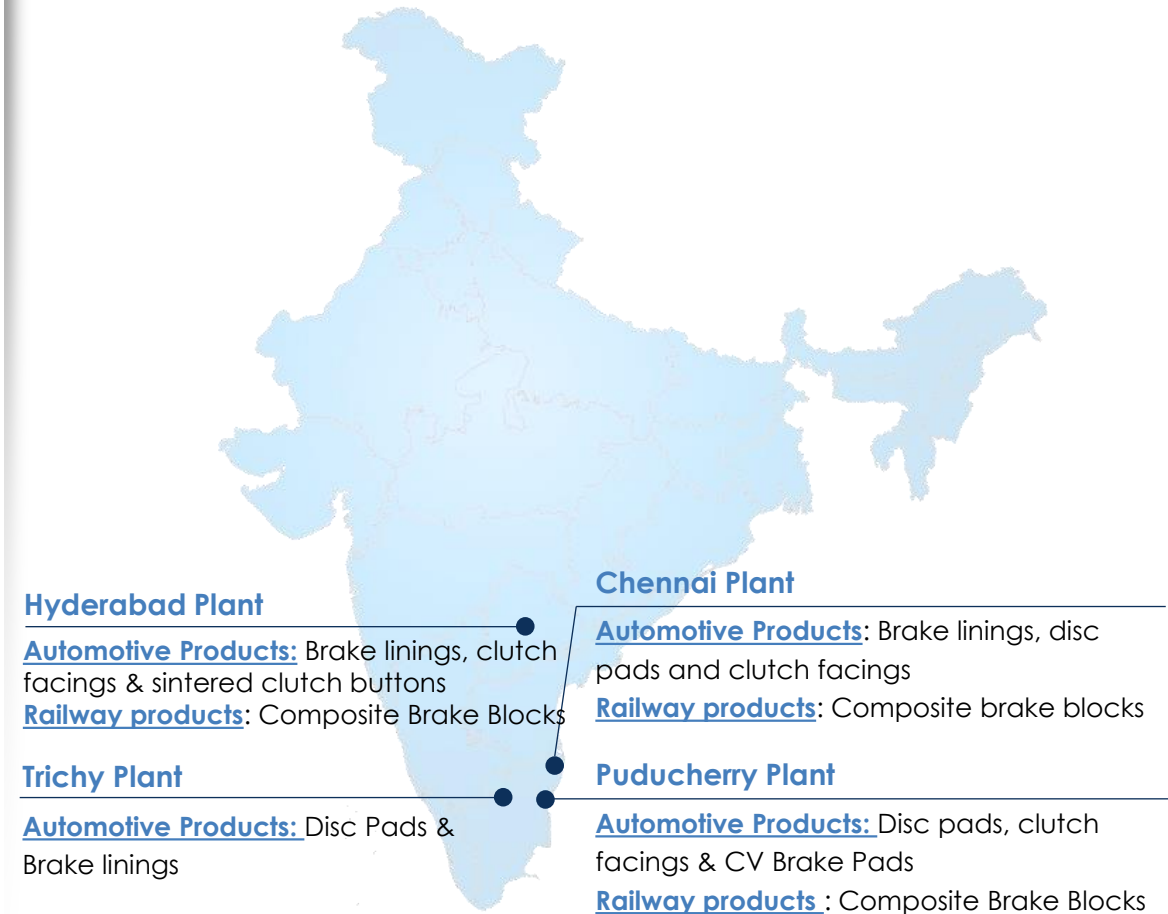 Hyderabad Plant
Automotive Products: Brake linings, clutch
facings & sintered clutch buttons
Railway products: Composite Brake Blocks
Trichy Plant
Automotive Products: Disc Pads &
Brake linings
Chennai Plant
Automotive Products: Brake linings, disc
pads and clutch facings
Railway products: Composite brake blocks
Puducherry Plant
Automotive Products: Disc pads, clutch
facings & CV Brake Pads
Railway products : Composite Brake Blocks